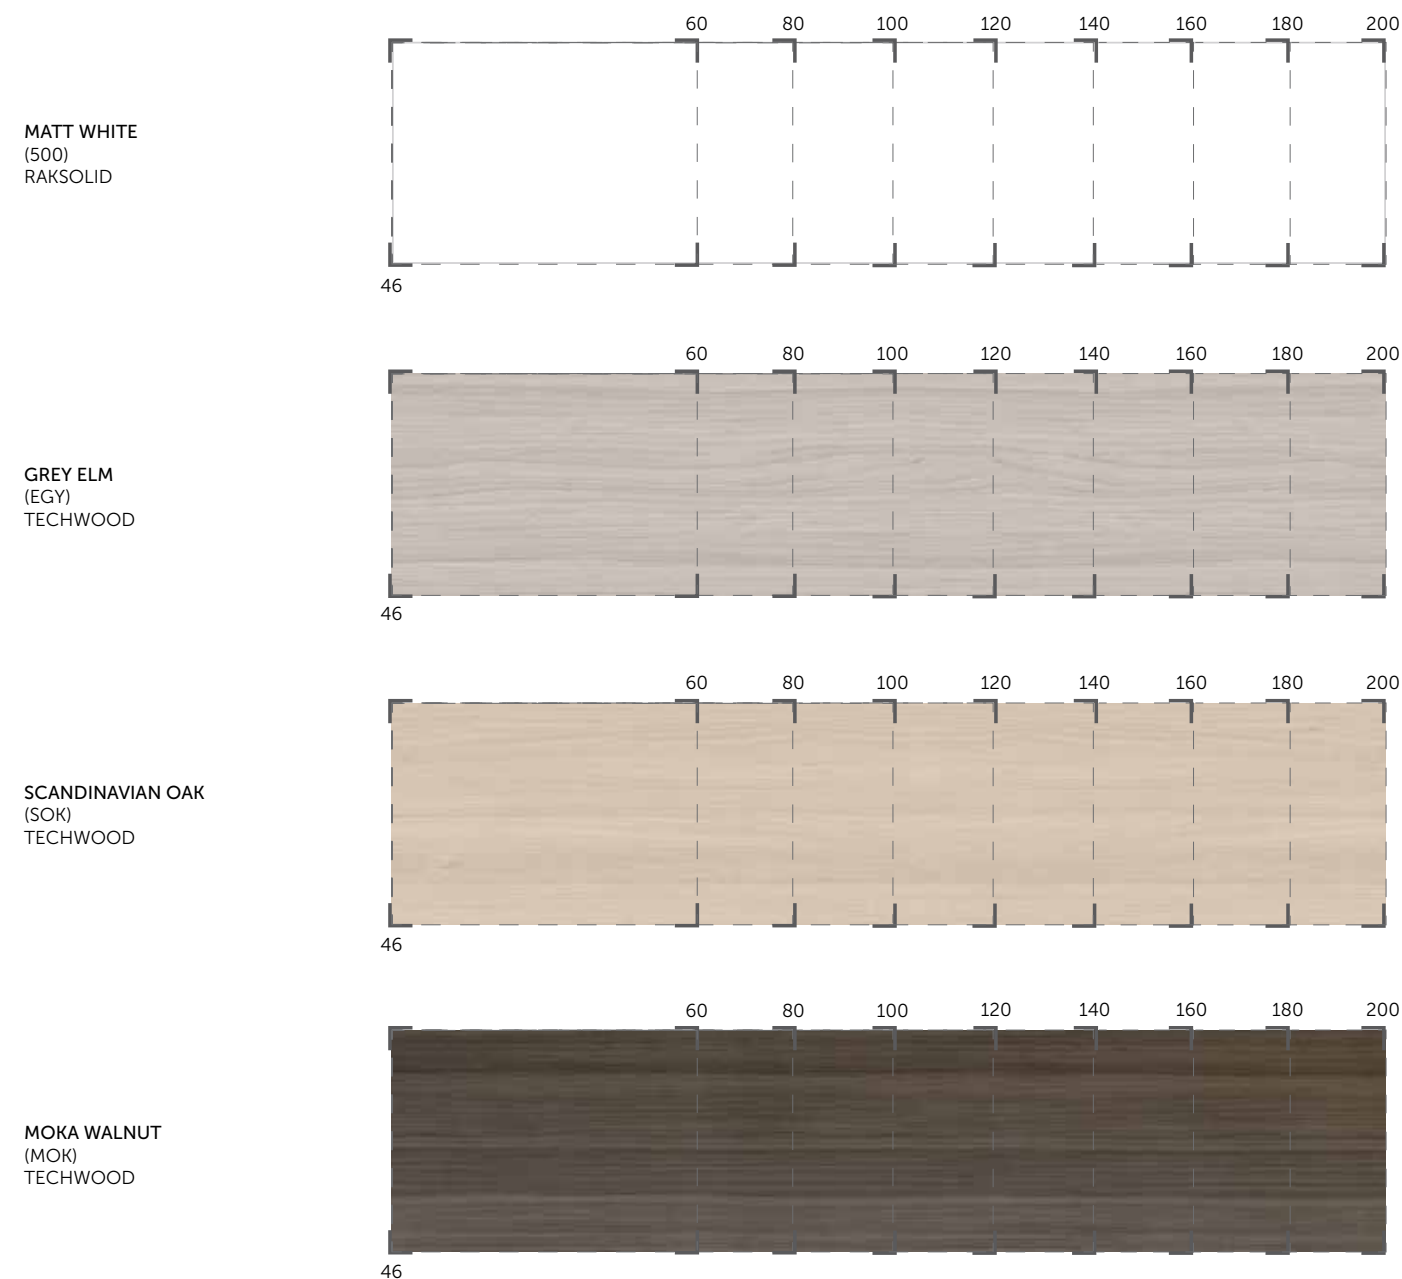 60 80 100 120 140 160 180 200
MATT WHITE
(500)
RAKSOLID
46
60 80 100 120 140 160 180 200
GREY ELM
(EGY)
TECHWOOD
46
60 80 100 120 140 160 180 200
SCANDINAVIAN OAK
(SOK)
TECHWOOD
46
60 80 100 120 140 160 180 200
MOKA WALNUT
(MOK)
TECHWOOD
46